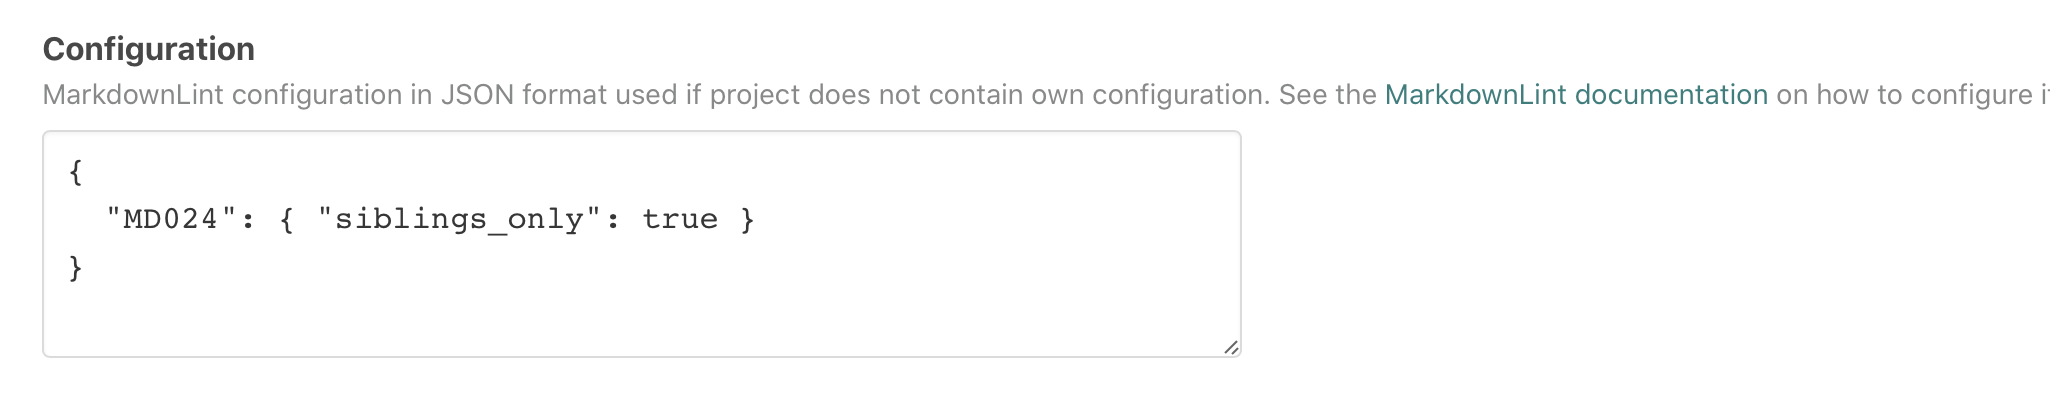 Configuration
MarkdownLint configuration in JSON format used if project does not contain own configuration. See the MarkdownLint documentation on how to configure
{
  "MD024": { "siblings_only": true }
}